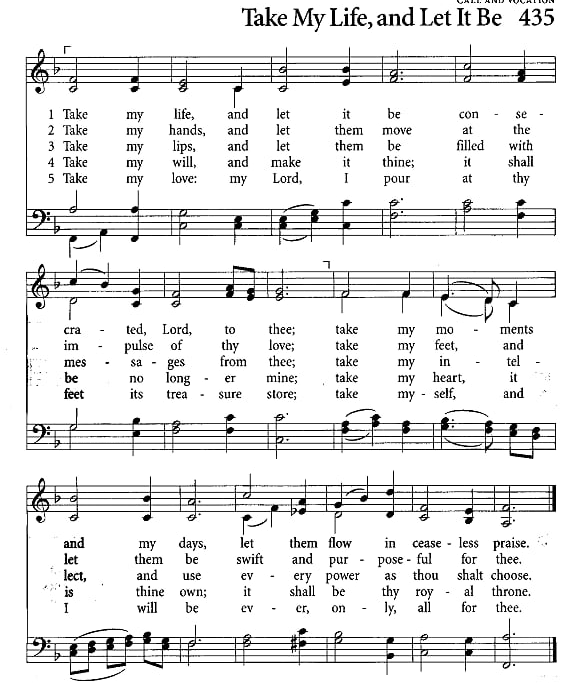 CALL AND VOCATION
Take My Life, and Let It Be 435
1 Take my life, and let it be con - se -
2 Take my hands, and let them move at the
3 Take my lips, and let them be filled with
4 Take my will, and make it thine; it shall
5 Take my love: my Lord, I pour at thy
cra - ted, Lord, to thee; take my mo - ments
im - pulse of thy love; take my feet, and
mes - sa - ges from thee; take my in - tel -
be no long - er mine; take my heart, it
feet its trea - sure store; take my - self, and
and my days, let them flow in cease - less praise.
let them be swift and pur - pose - ful for thee.
lect, and use ev - ery power as thou shalt choose.
is thine own; it shall be thy roy - al throne.
I will be ev - er, on - ly, all for thee.